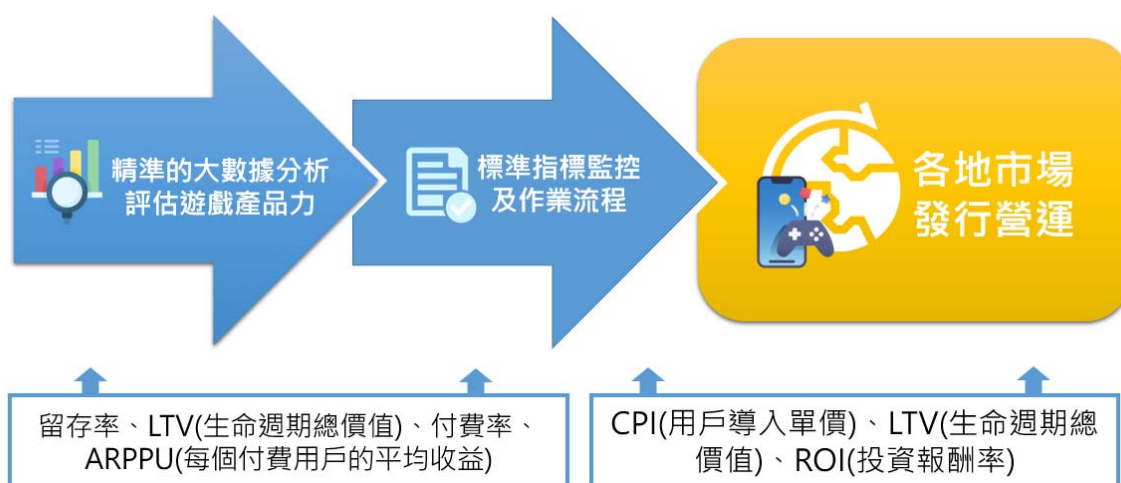 精準的大數據分析
評估遊戲產品力
標準指標監控
及作業流程
各地市場
發行營運
留存率、LTV(生命週期總價值)、付費率、
ARPPU(每個付費用戶的平均收益)
CPI(用戶導入單價)、LTV(生命週期總
價值)、ROI(投資報酬率)